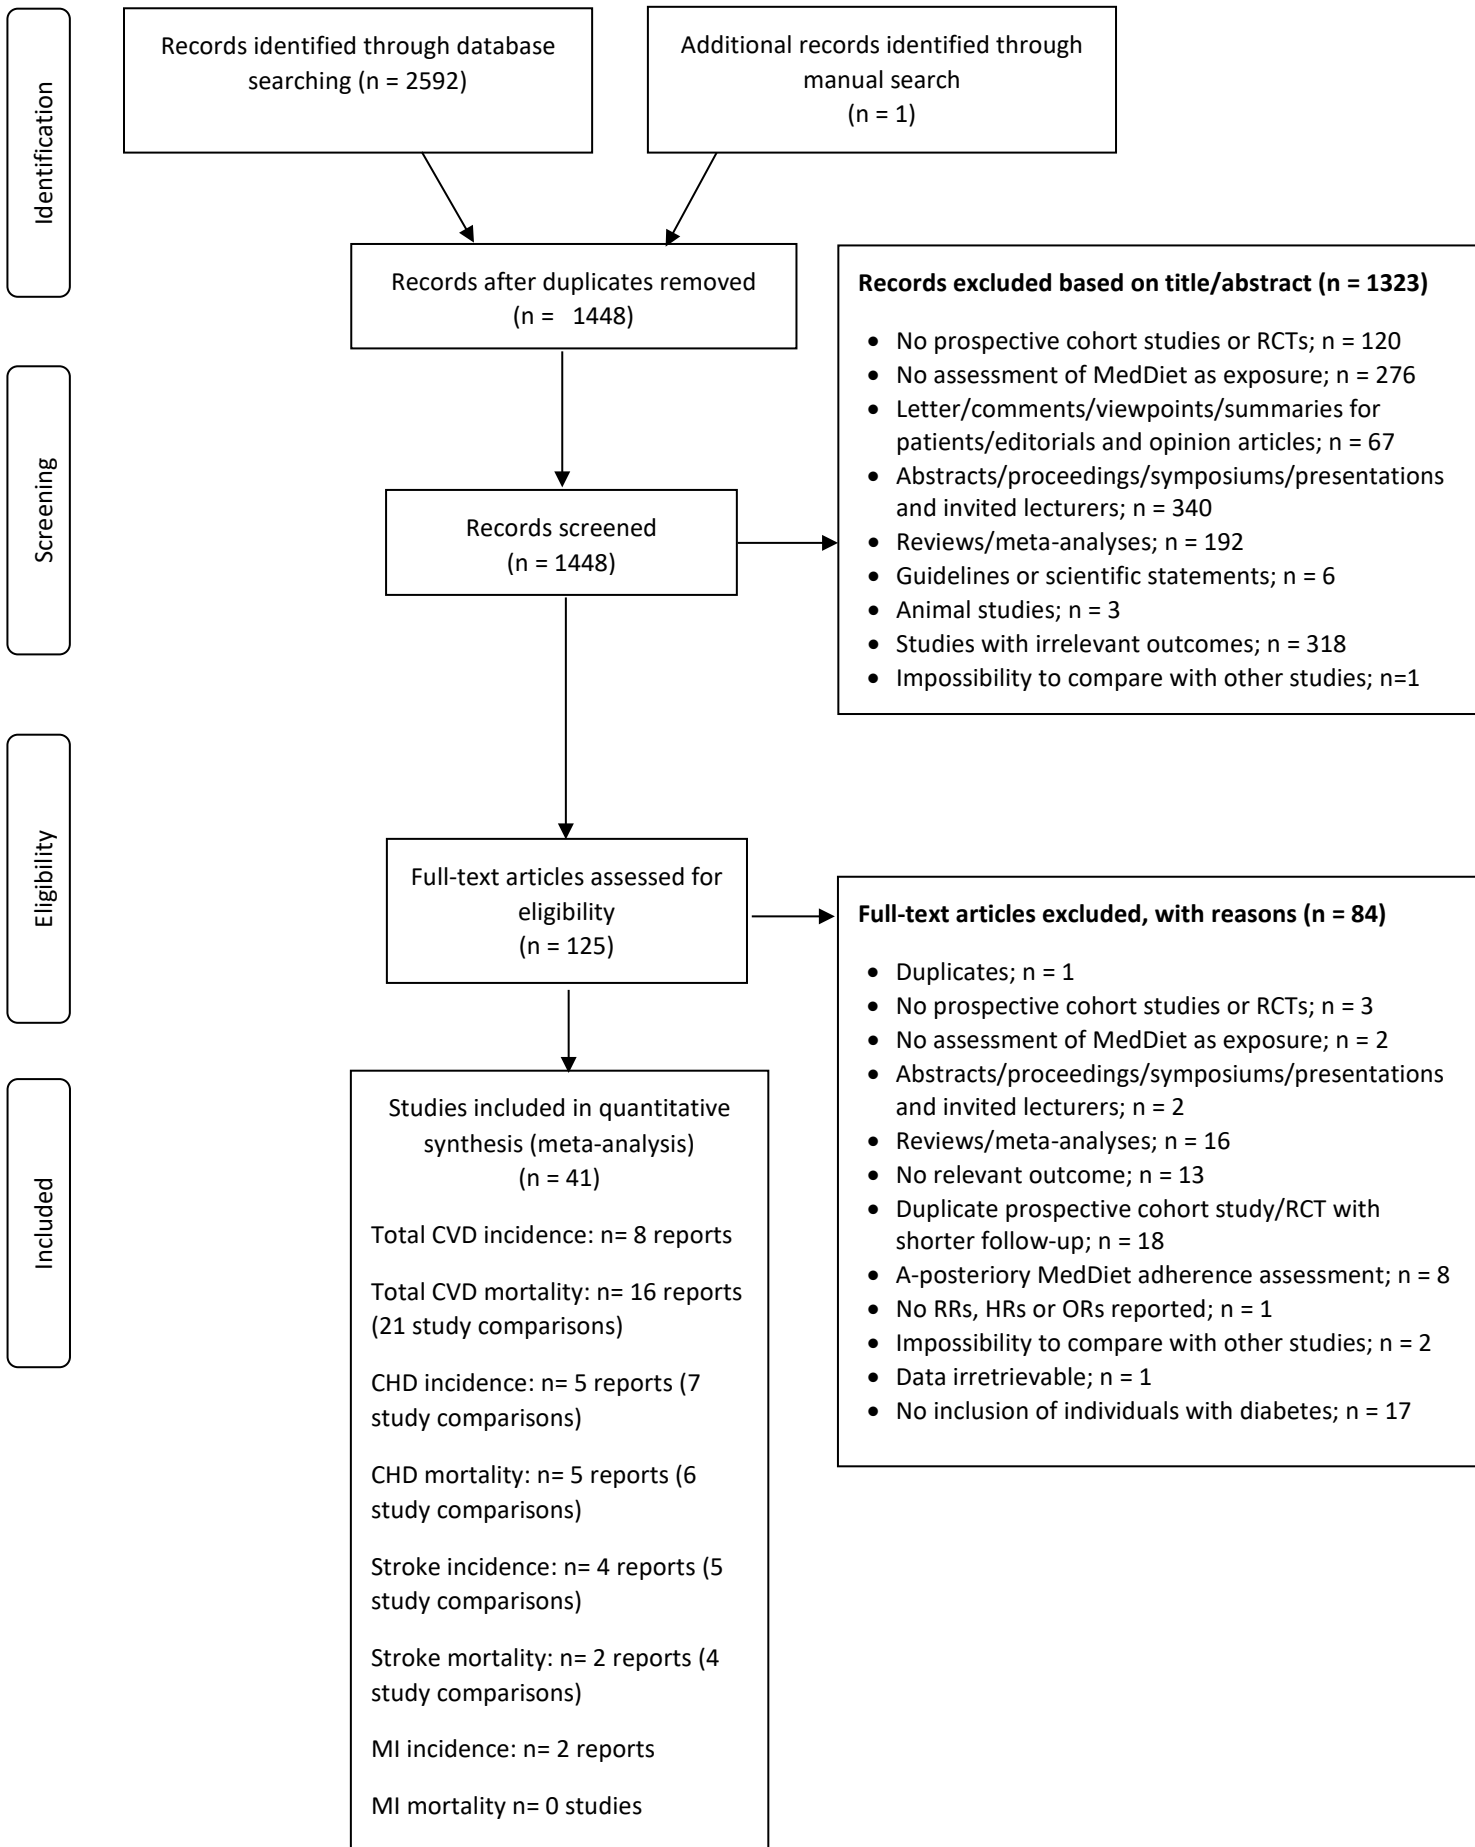 Identification
Records identified through database
searching (n = 2592)
Additional records identified through
manual search
(n = 1)
Records after duplicates removed
(n =   1448)
Records excluded based on title/abstract (n = 1323)
• No prospective cohort studies or RCTs; n = 120
• No assessment of MedDiet as exposure; n = 276
• Letter/comments/viewpoints/summaries for
patients/editorials and opinion articles; n = 67
• Abstracts/proceedings/symposiums/presentations
and invited lecturers; n = 340
• Reviews/meta-analyses; n = 192
• Guidelines or scientific statements; n = 6
• Animal studies; n = 3
• Studies with irrelevant outcomes; n = 318
• Impossibility to compare with other studies; n=1
Screening
Records screened
(n = 1448)
Eligibility
Full-text articles assessed for
eligibility
(n = 125)
Full-text articles excluded, with reasons (n = 84)
• Duplicates; n = 1
• No prospective cohort studies or RCTs; n = 3
• No assessment of MedDiet as exposure; n = 2
• Abstracts/proceedings/symposiums/presentations
and invited lecturers; n = 2
• Reviews/meta-analyses; n = 16
• No relevant outcome; n = 13
• Duplicate prospective cohort study/RCT with
shorter follow-up; n = 18
• A-posteriory MedDiet adherence assessment; n = 8
• No RRs, HRs or ORs reported; n = 1
• Impossibility to compare with other studies; n = 2
• Data irretrievable; n = 1
• No inclusion of individuals with diabetes; n = 17
Included
Studies included in quantitative
synthesis (meta-analysis)
(n = 41)
Total CVD incidence: n= 8 reports
Total CVD mortality: n= 16 reports
(21 study comparisons)
CHD incidence: n= 5 reports (7
study comparisons)
CHD mortality: n= 5 reports (6
study comparisons)
Stroke incidence: n= 4 reports (5
study comparisons)
Stroke mortality: n= 2 reports (4
study comparisons)
MI incidence: n= 2 reports
MI mortality n= 0 studies